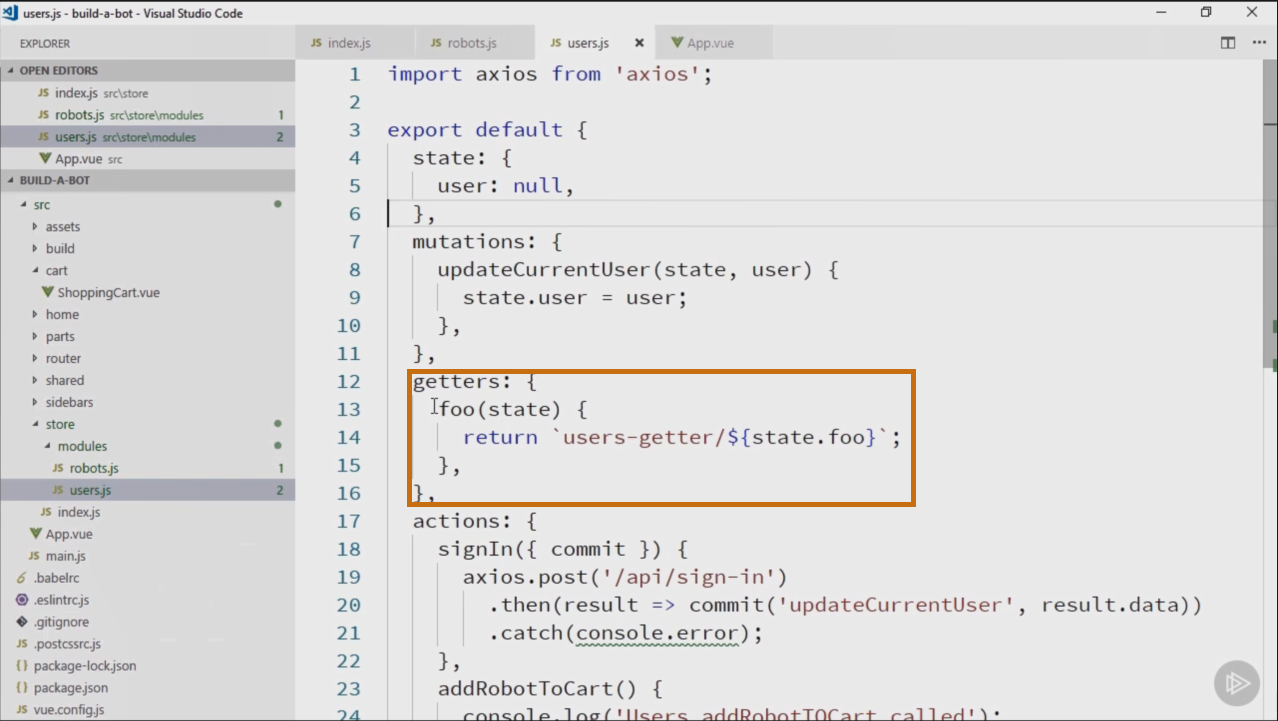 users.js - build-a-bot - Visual Studio Code
EXPLORER
OPEN EDITORS
JS index.js src\store
JS robots.js src\store\modules 1
JS users.js src\store\modules 2
App.vue src
BUILD-A-BOT
src
assets
build
cart
ShoppingCart.vue
home
parts
router
shared
sidebars
store
modules
JS robots.js 1
JS users.js 2
JS index.js
App.vue
JS main.js
.babelrc
.eslintrc.js
.gitignore
JS .postcssrc.js
{} package-lock.json
{} package.json
JS vue.config.js
JS index.js JS robots.js JS users.js App.vue
1 import axios from 'axios';
2
3 export default {
4 state: {
5 user: null,
6 },
7 mutations: {
8 updateCurrentUser(state, user) {
9 state.user = user;
10 },
11 },
12 getters: {
13 foo(state) {
14 return `users-getter/${state.foo}`;
15 },
16 },
17 actions: {
18 signIn({ commit }) {
19 axios.post('/api/sign-in')
20 .then(result => commit('updateCurrentUser', result.data))
21 .catch(console.error);
22 },
23 addRobotToCart() {
24 console.log('Users addRobotTOCart called');